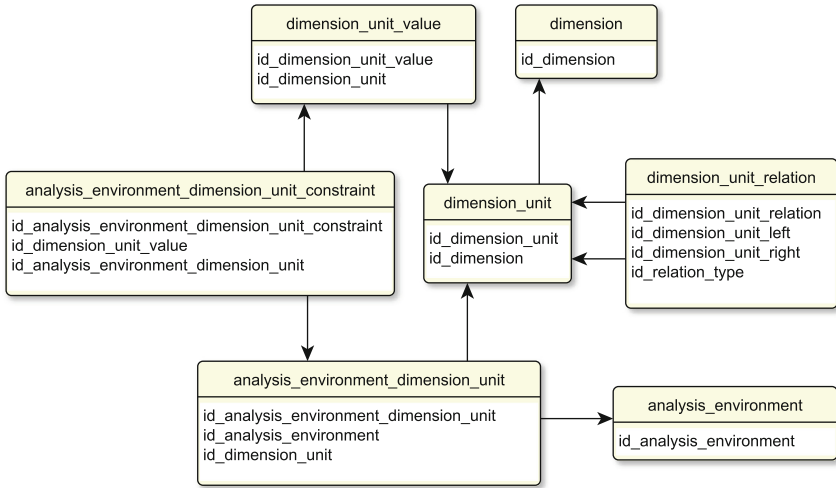 dimension_unit_value
id_dimension_unit_value
id_dimension_unit
dimension
id_dimension
analysis_environment_dimension_unit_constraint
id_analysis_environment_dimension_unit_constraint
id_dimension_unit_value
id_analysis_environment_dimension_unit
dimension_unit
id_dimension_unit
id_dimension
dimension_unit_relation
id_dimension_unit_relation
id_dimension_unit_left
id_dimension_unit_right
id_relation_type
analysis_environment_dimension_unit
id_analysis_environment_dimension_unit
id_analysis_environment
id_dimension_unit
analysis_environment
id_analysis_environment